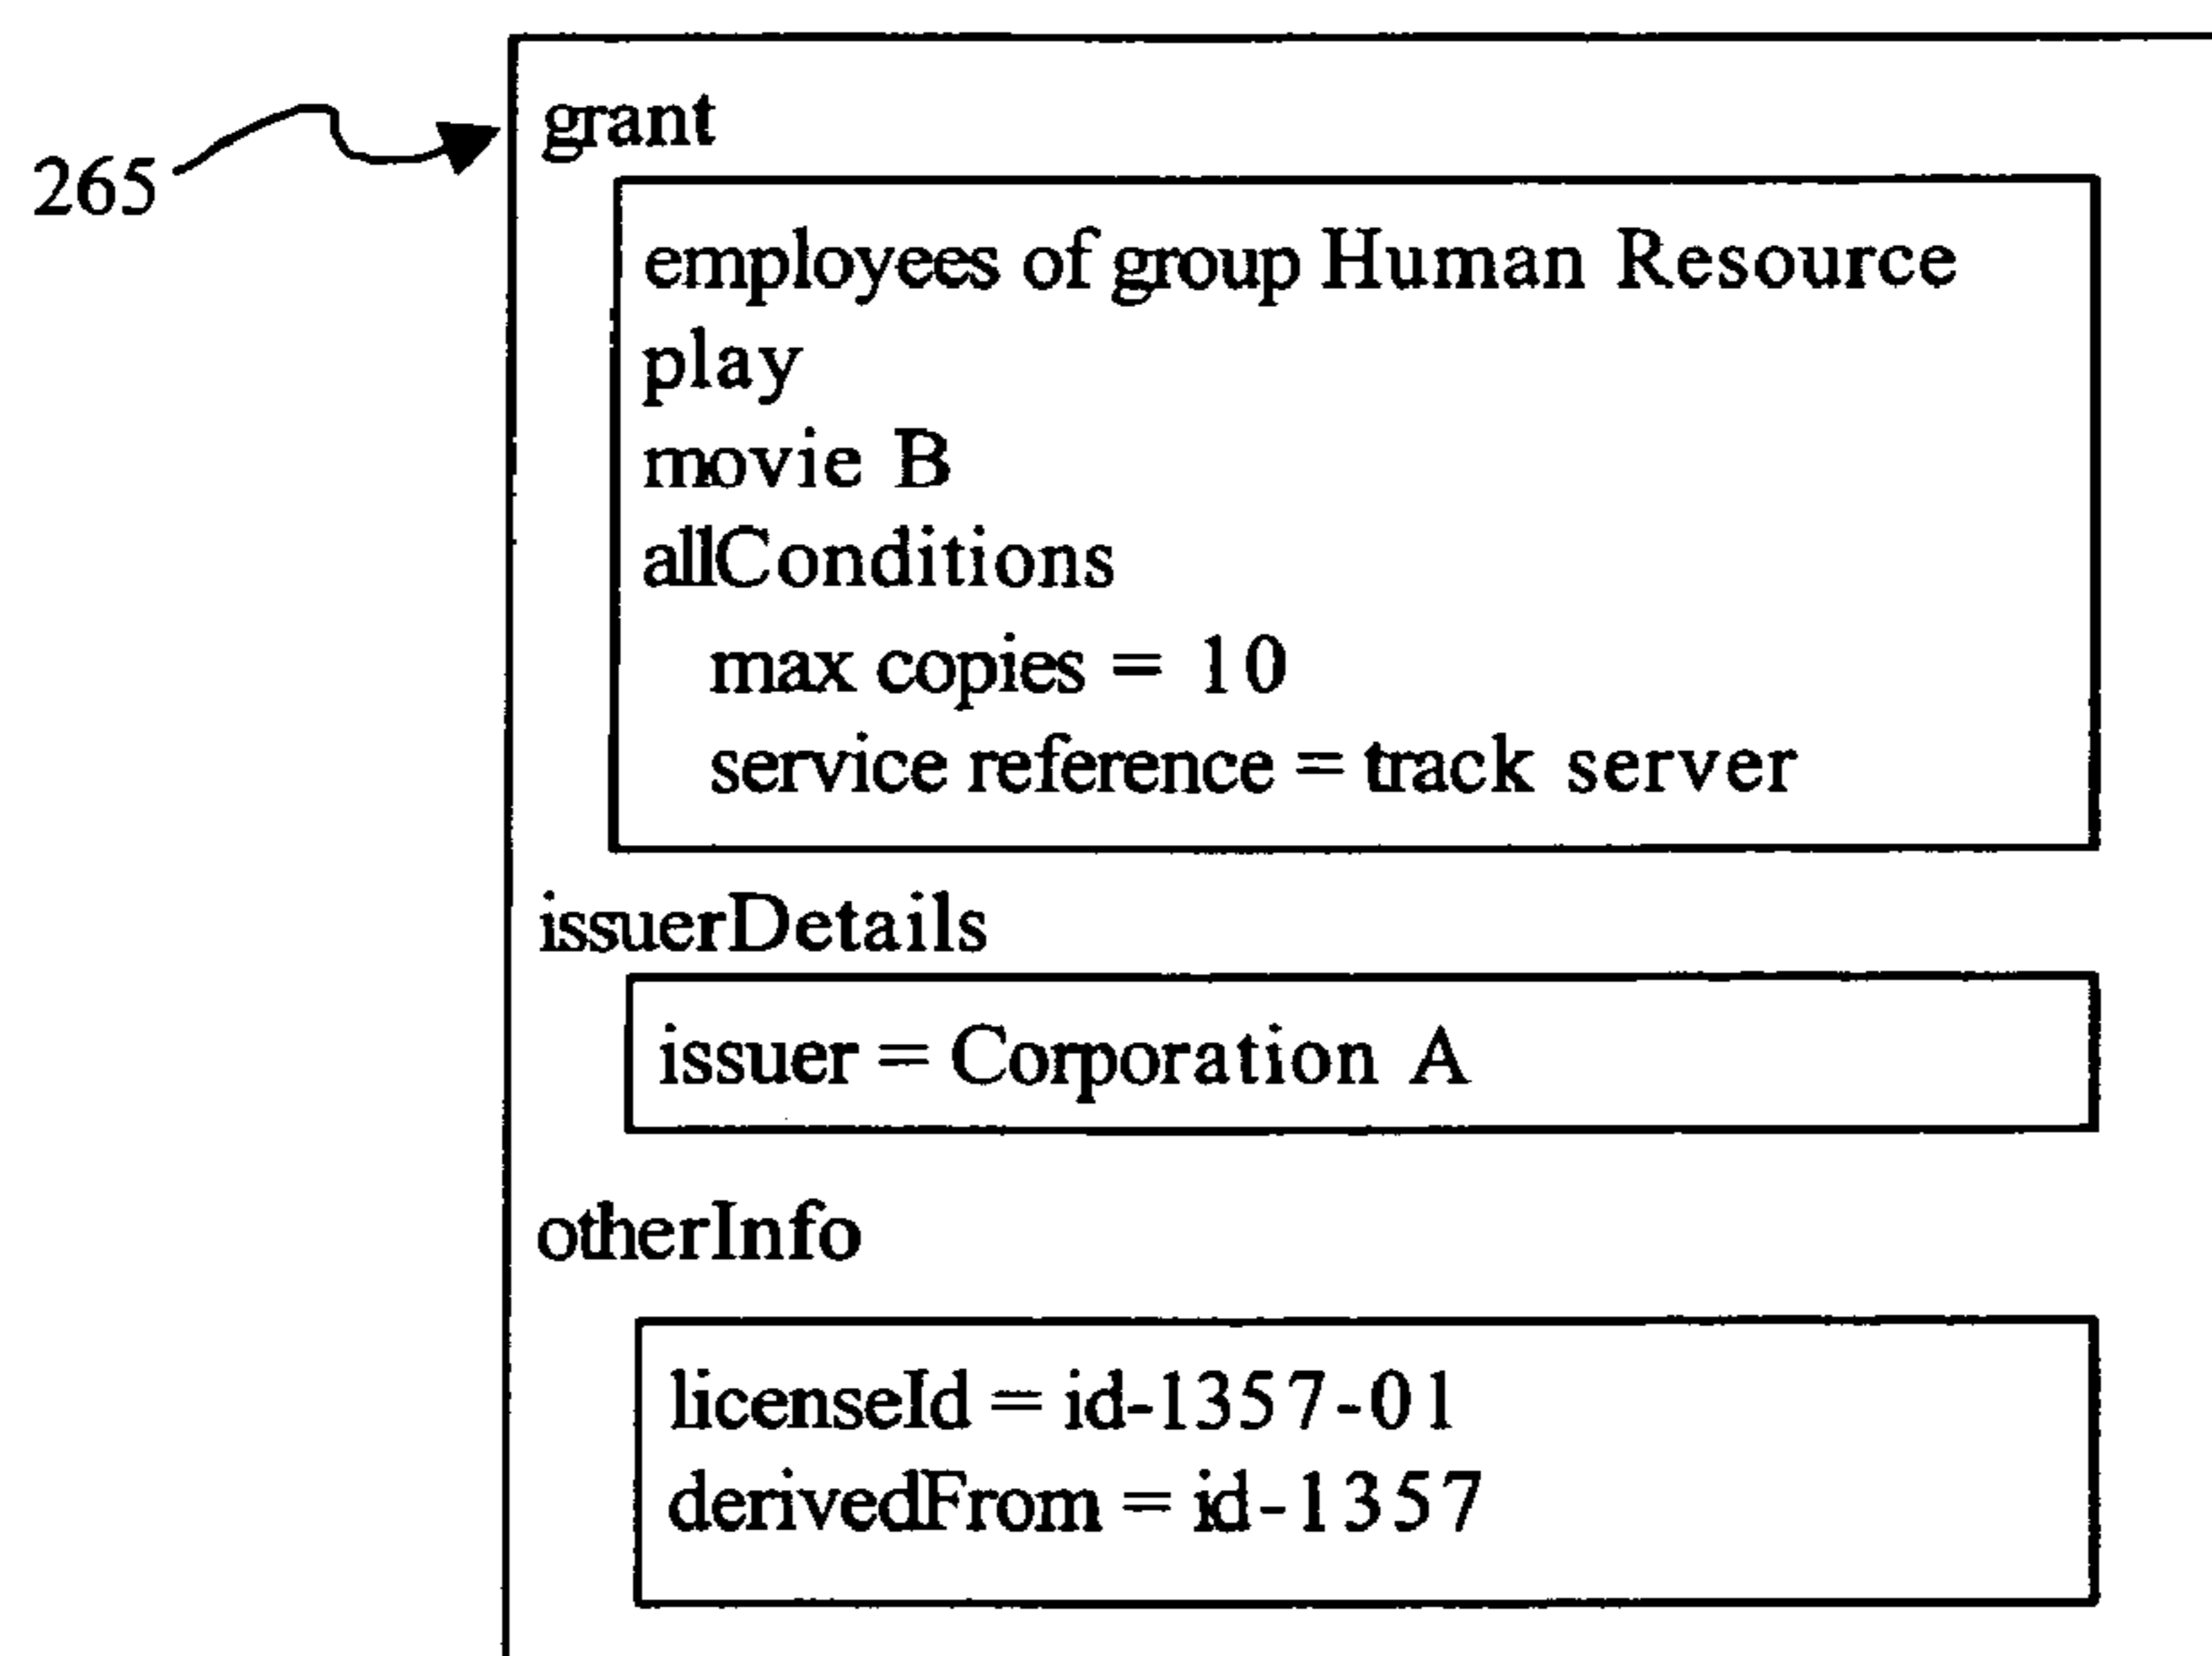 grant
265
employees of group Human Resource
play
movie B
allConditions
max copies = 10
service reference = track server
issuerDetails
issuer = Corporation A
otherInfo
licenseId = id-1357-01
derivedFrom = id-1357